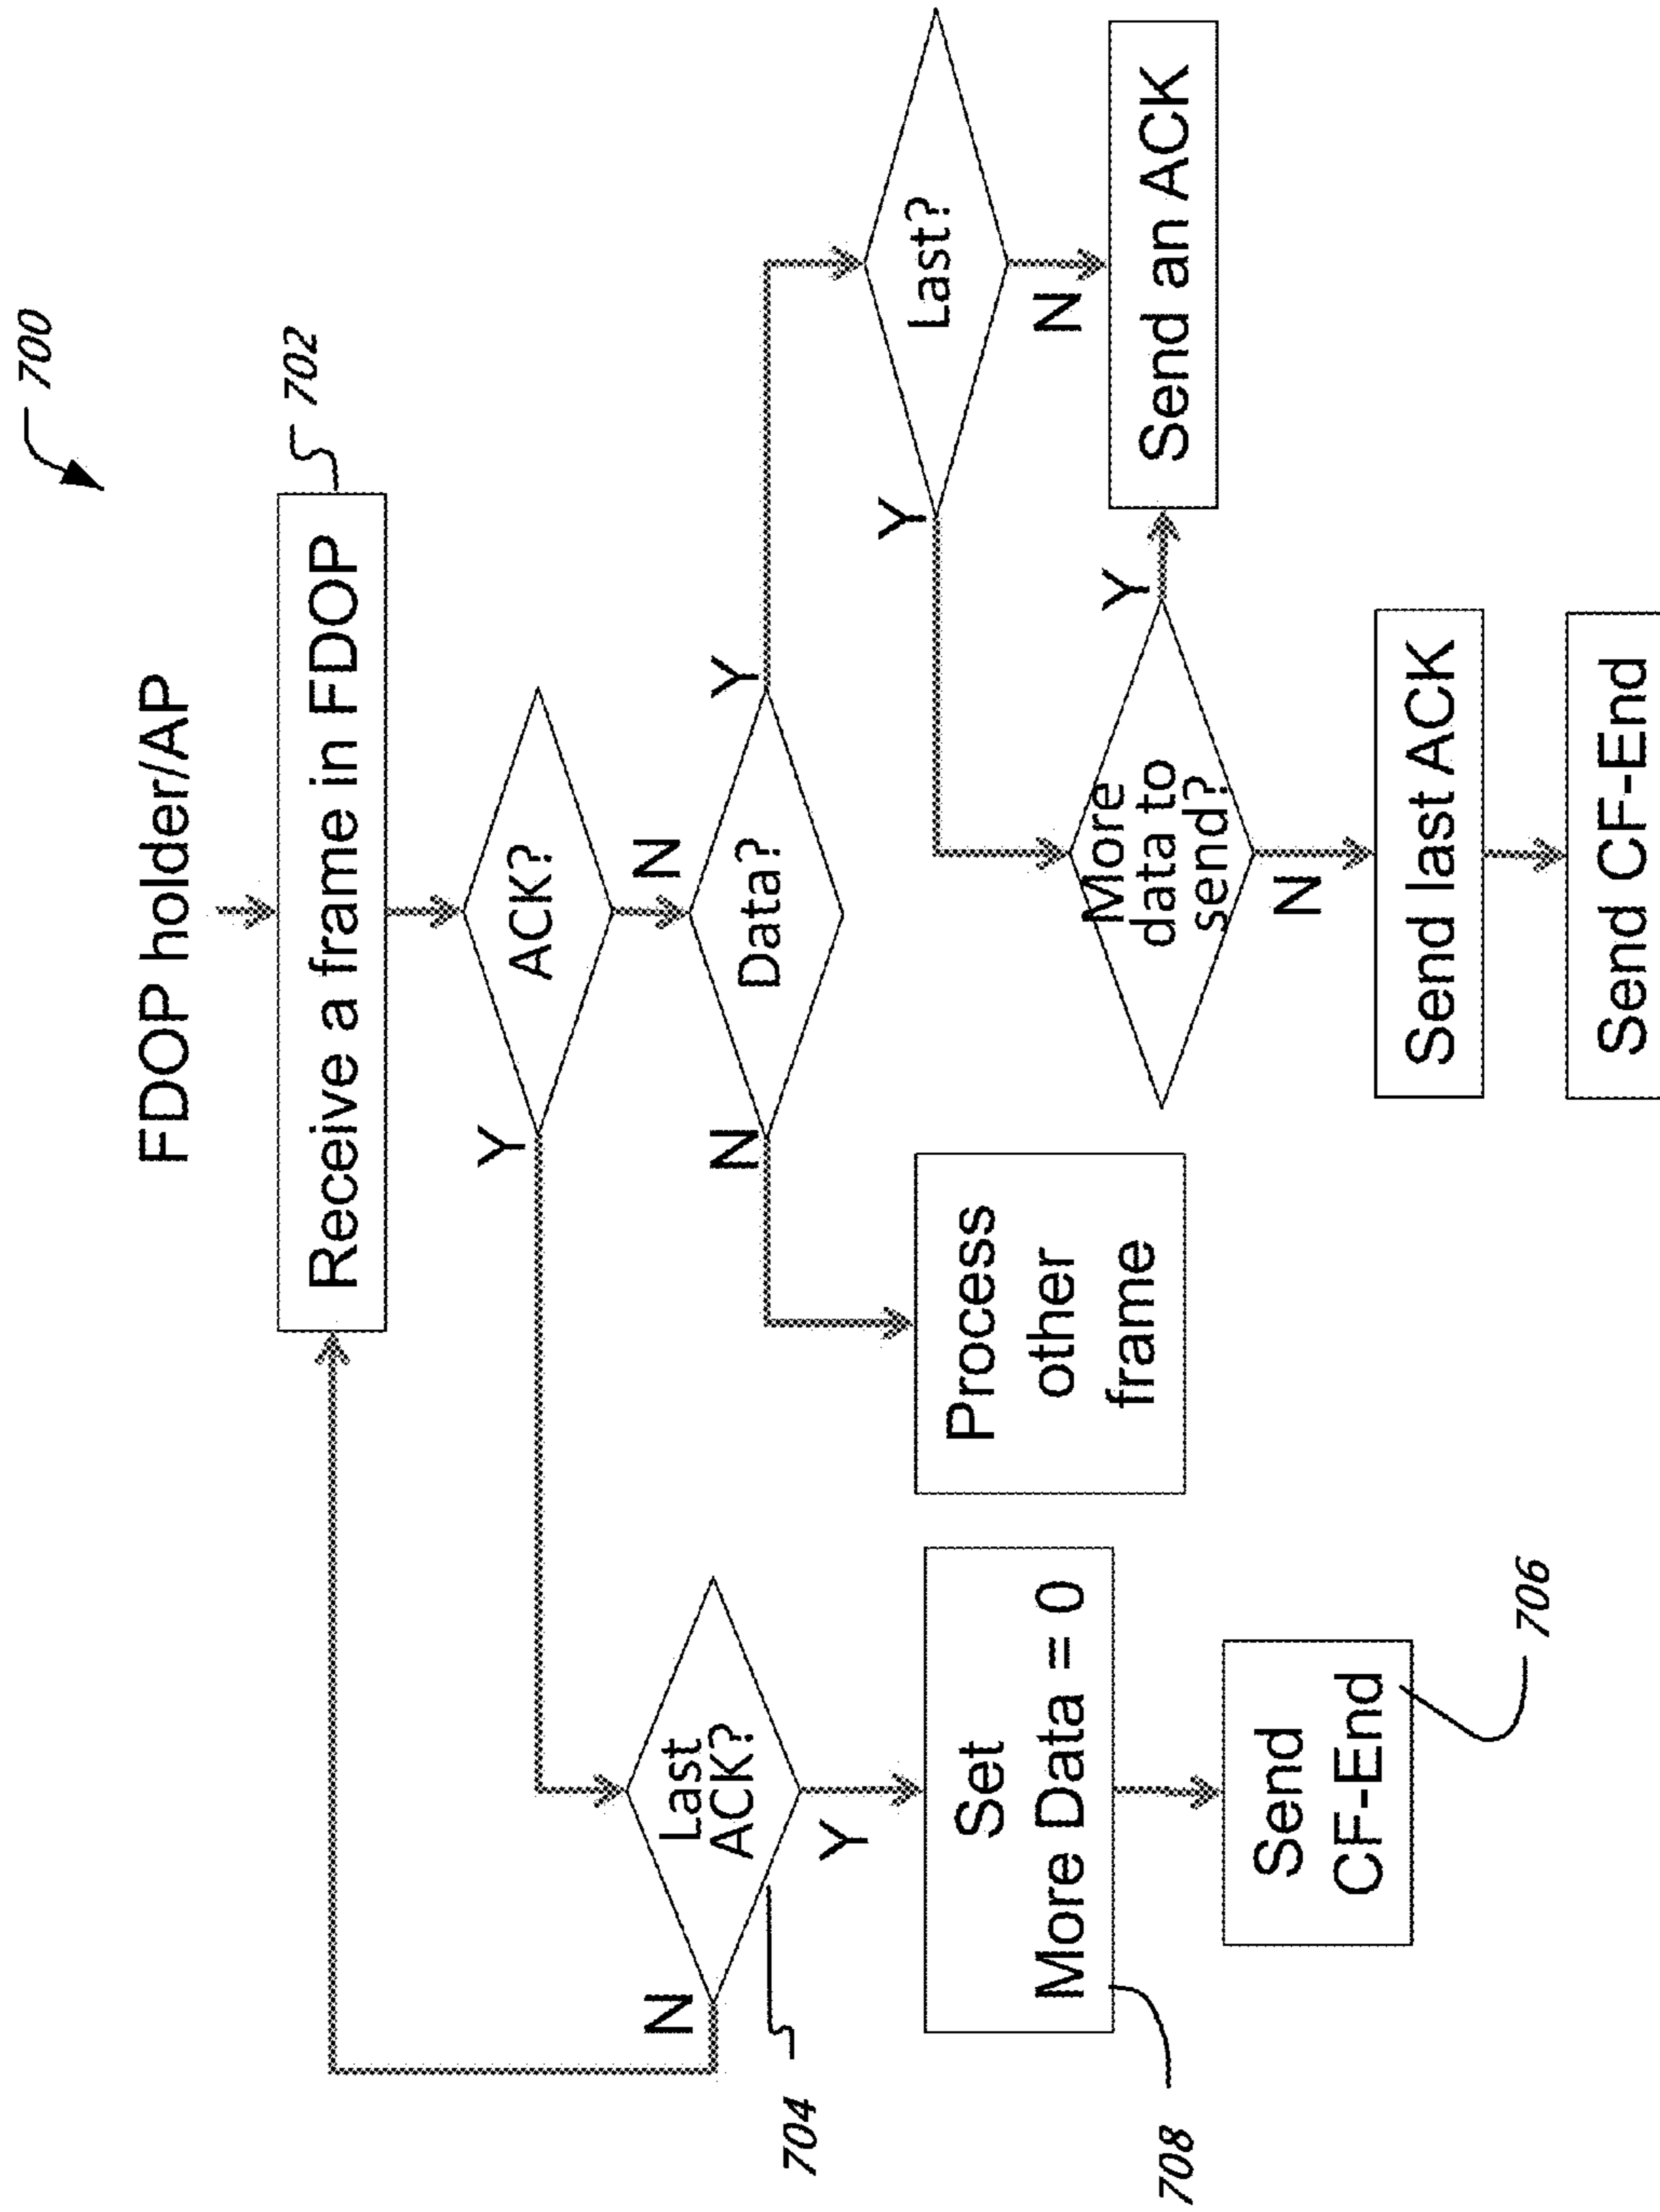 700
FDOP holder/AP
Receive a frame in FDOP
702
ACK?
Y
N
Data?
N
Y
Last
ACK?
704
N
Y
Process
other
frame
Last?
Y
N
Set
More Data = 0
708
More
data to
send?
Y
N
Send an ACK
Send
CF-End
706
Send last ACK
Send CF-End